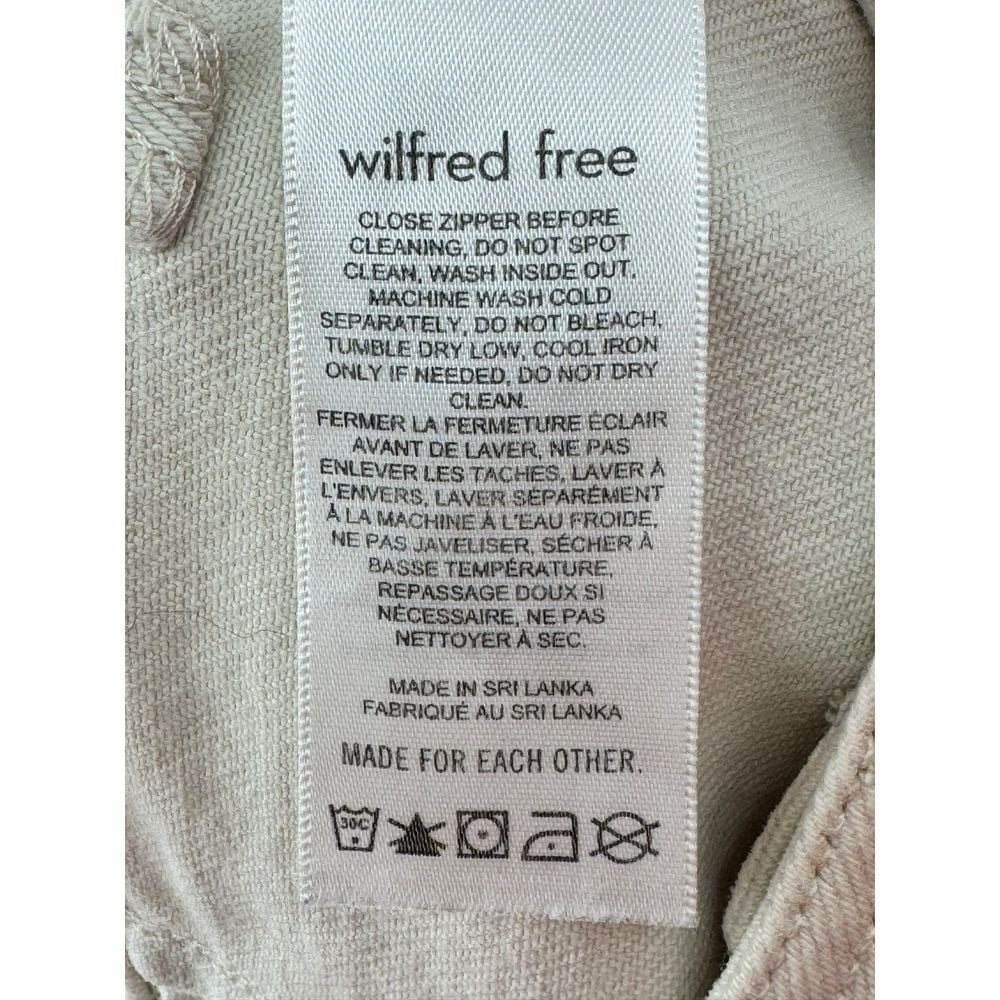 wilfred free
CLOSE ZIPPER BEFORE
CLEANING, DO NOT SPOT
CLEAN, WASH INSIDE OUT,
MACHINE WASH COLD
SEPARATELY, DO NOT BLEACH,
TUMBLE DRY LOW, COOL IRON
ONLY IF NEEDED, DO NOT DRY
CLEAN.
FERMER LA FERMETURE ÉCLAIR
AVANT DE LAVER, NE PAS
ENLEVER LES TACHES, LAVER À
L'ENVERS, LAVER SÉPARÉMENT
À LA MACHINE À L'EAU FROIDE,
NE PAS JAVELISER, SÉCHER À
BASSE TEMPÉRATURE,
REPASSAGE DOUX SI
NÉCESSAIRE, NE PAS
NETTOYER À SEC.
MADE IN SRI LANKA
FABRIQUÉ AU SRI LANKA
MADE FOR EACH OTHER.
30C